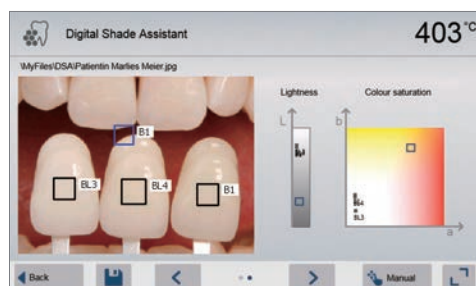 Digital Shade Assistant
403°C
\MyFiles\DSA\Patientin Marlies Meier.jpg
B1
BL3
BL4
B1
Lightness
L
Colour saturation
b
BL3
a
Back
Manual